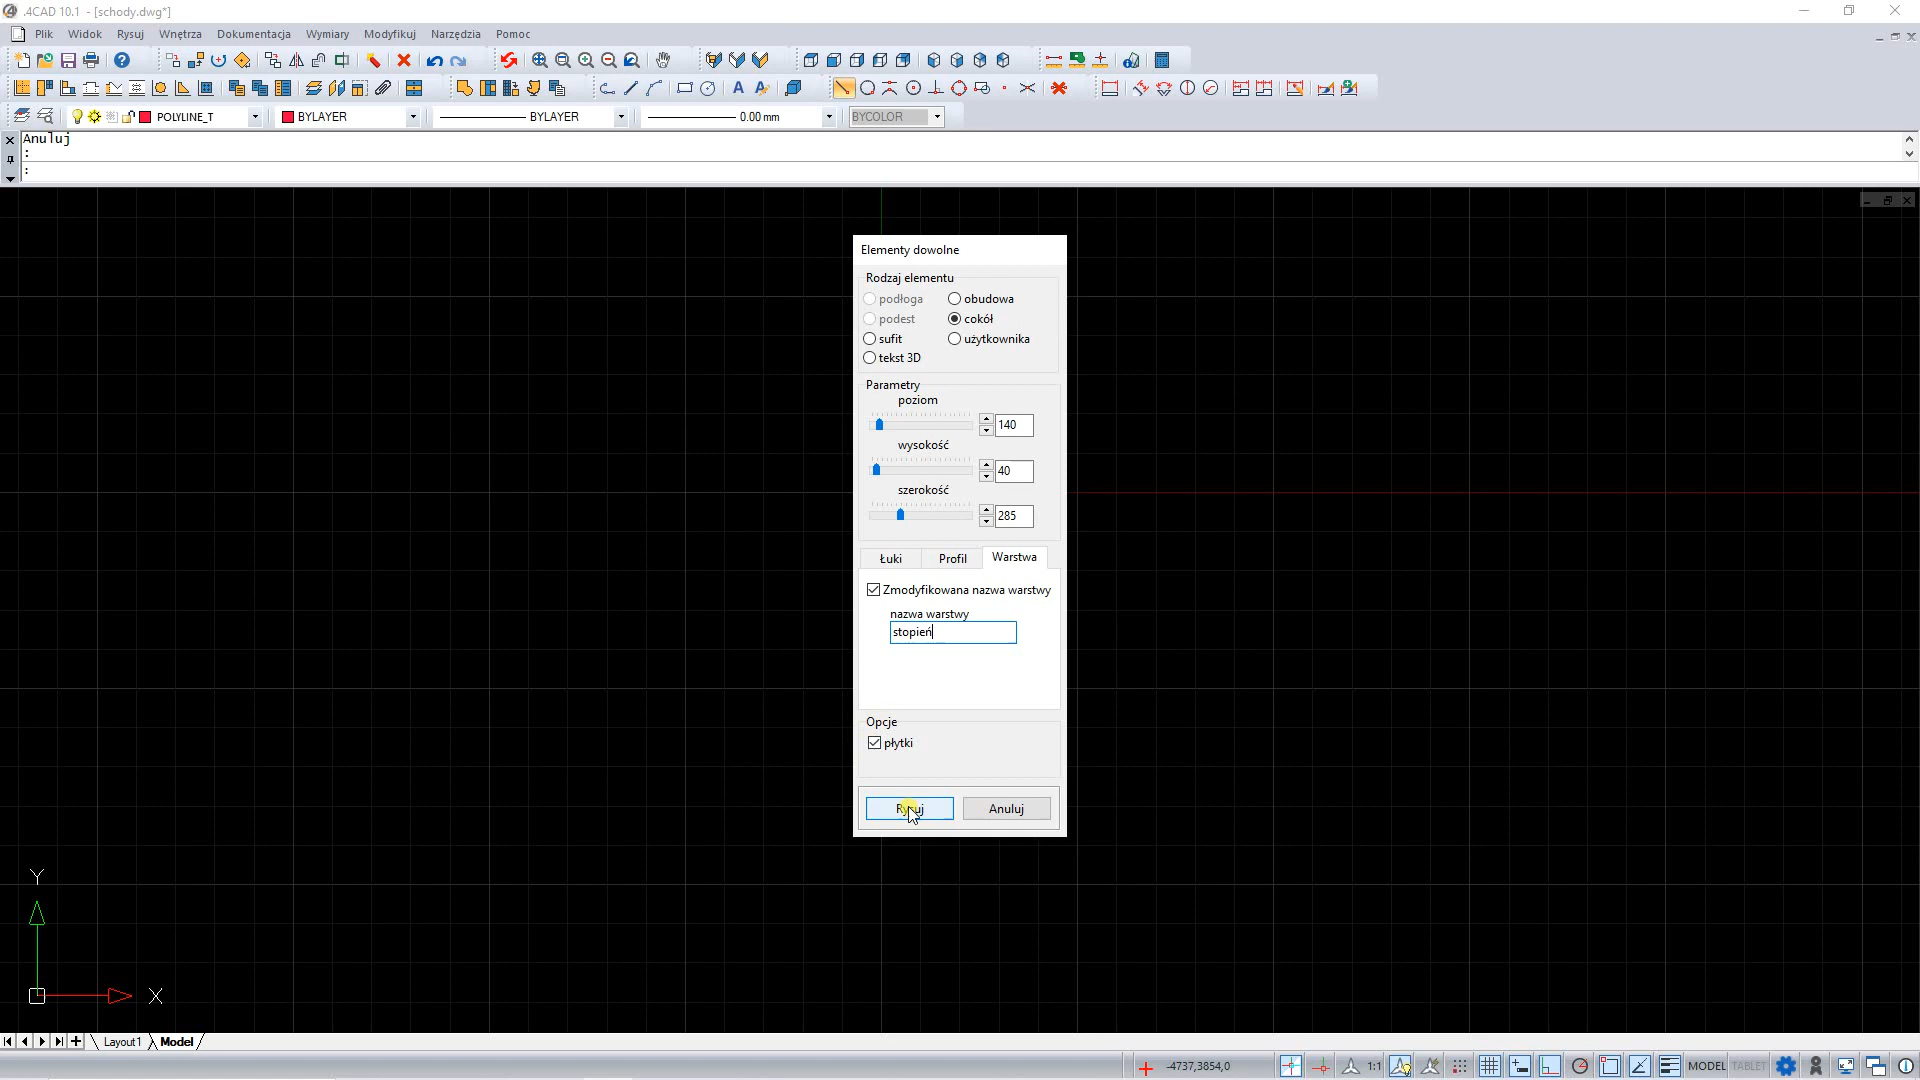 .4CAD 10.1 - [schody.dwg*]
Plik Widok Rysuj Wnętrza Dokumentacja Wymiary Modyfikuj Narzędzia Pomoc
POLYLINE_T BYLAYER BYLAYER 0.00 mm BYCOLOR
Anuluj
:
:
Elementy dowolne
Rodzaj elementu
podłoga obudowa
podest cokół
sufit użytkownika
tekst 3D
Parametry
poziom
140
wysokość
40
szerokość
285
Łuki Profil Warstwa
Zmodyfikowana nazwa warstwy
nazwa warstwy
stopień
Opcje
płytki
Rysuj Anuluj
Y
X
Layout1 Model
-4737,3854,0 1:1 MODEL TABLET